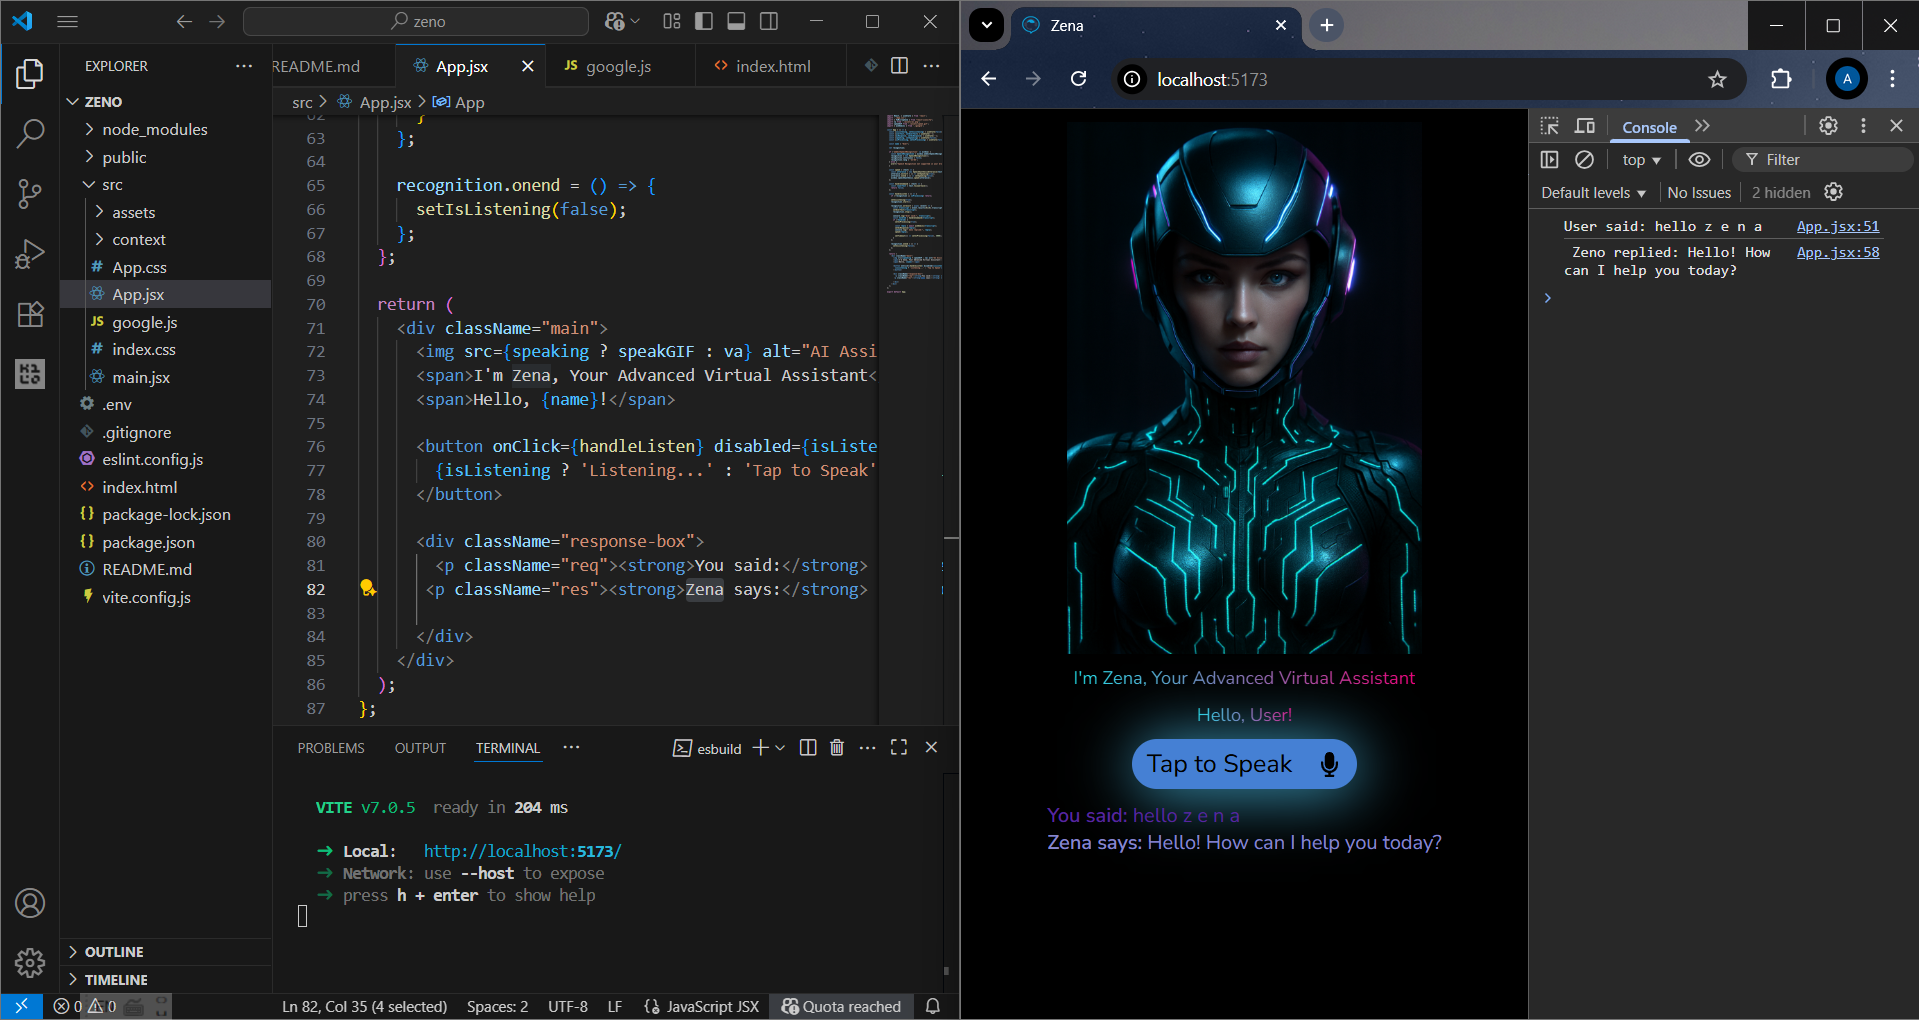 zeno
EXPLORER
ZENO
node_modules
public
src
assets
context
# App.css
App.jsx
JS google.js
# index.css
main.jsx
.env
.gitignore
eslint.config.js
<> index.html
{} package-lock.json
{} package.json
README.md
vite.config.js
OUTLINE
TIMELINE
README.md
App.jsx
JS google.js
<> index.html
src > App.jsx > App
62 }
63 };
64
65 recognition.onend = () => {
66 setIsListening(false);
67 };
68 };
69
70 return (
71 <div className="main">
72 <img src={speaking ? speakGIF : va} alt="AI Assi
73 <span>I'm Zena, Your Advanced Virtual Assistant<
74 <span>Hello, {name}!</span>
75
76 <button onClick={handleListen} disabled={isListe
77 {isListening ? 'Listening...' : 'Tap to Speak'
78 </button>
79
80 <div className="response-box">
81 <p className="req"><strong>You said:</strong>
82 <p className="res"><strong>Zena says:</strong>
83
84 </div>
85 </div>
86 );
87 };
PROBLEMS OUTPUT TERMINAL ··· esbuild
VITE v7.0.5 ready in 204 ms
➜ Local: http://localhost:5173/
➜ Network: use --host to expose
➜ press h + enter to show help
0 0 Ln 82, Col 35 (4 selected) Spaces: 2 UTF-8 LF {} JavaScript JSX Quota reached
Zena
localhost:5173
A
I'm Zena, Your Advanced Virtual Assistant
Hello, User!
Tap to Speak
You said: hello z e n a
Zena says: Hello! How can I help you today?
Console
top Filter
Default levels No Issues 2 hidden
User said: hello z e n a App.jsx:51
Zeno replied: Hello! How App.jsx:58
can I help you today?